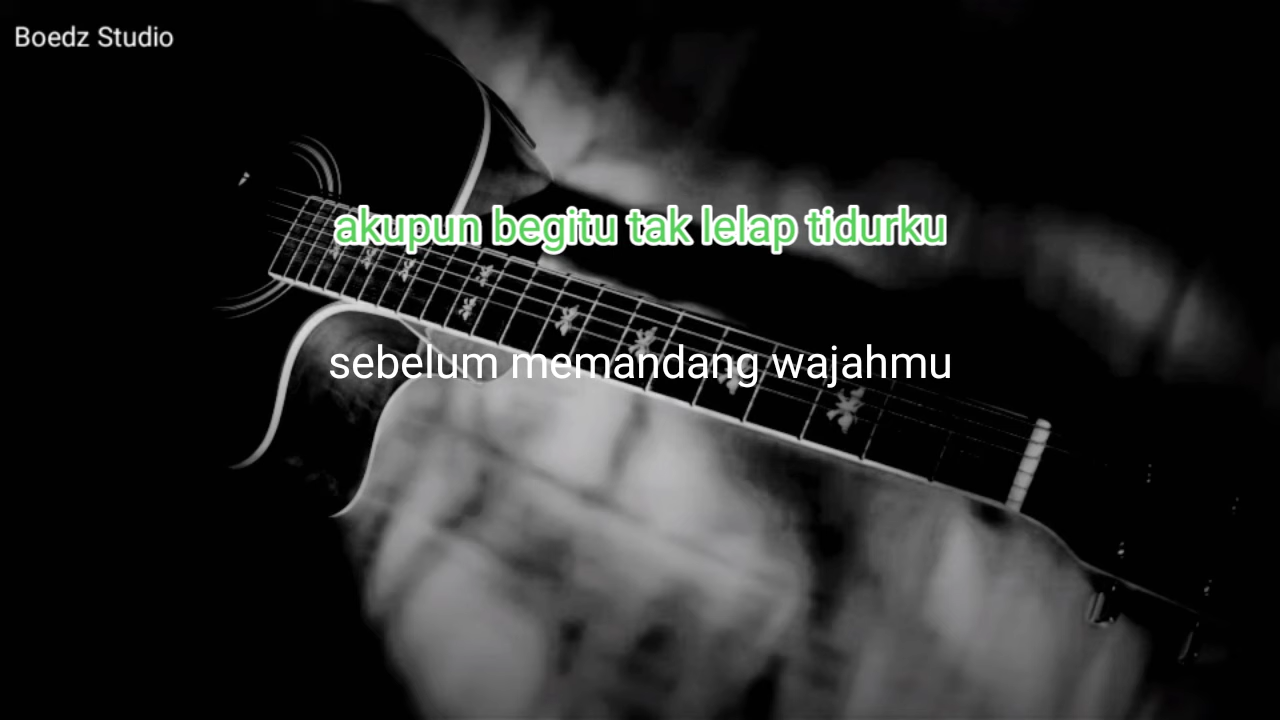 Boedz Studio
akupun begitu tak lelap tidurku
sebelum memandang wajahmu